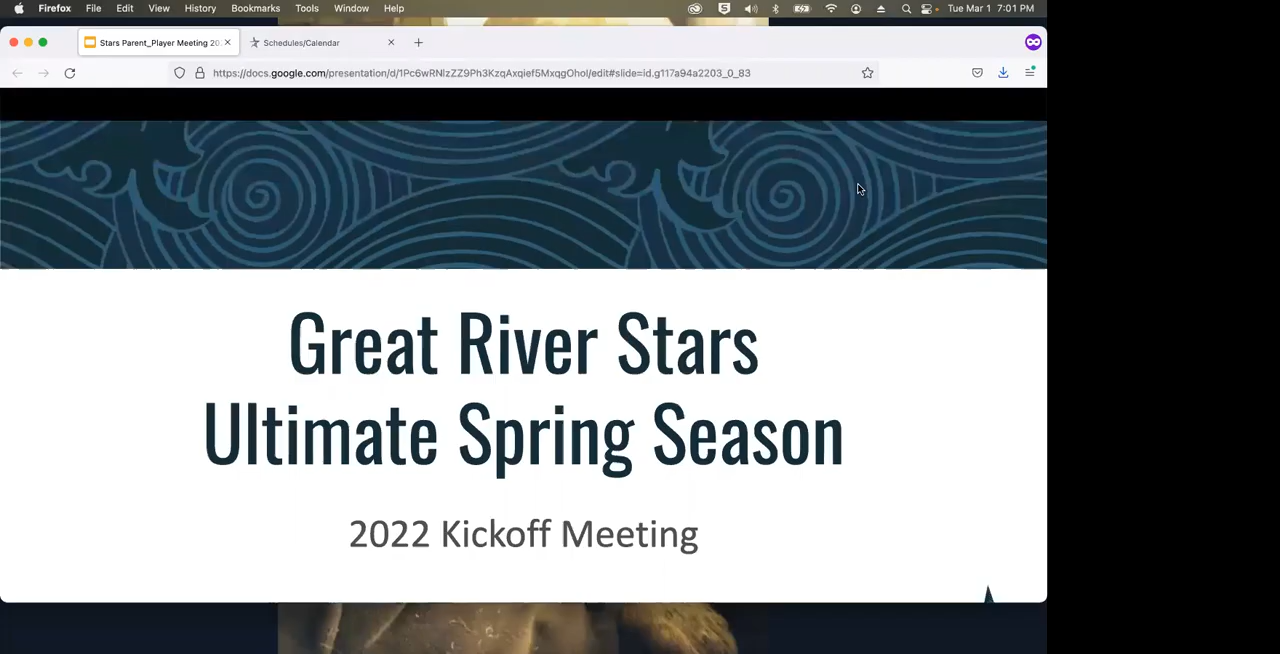 Firefox File Edit View History Bookmarks Tools Window Help Tue Mar 1 7:01 PM
Stars Parent_Player Meeting 20 Schedules/Calendar
https://docs.google.com/presentation/d/1Pc6wRNlzZZ9Ph3KzqAxqief5MxqgOhoI/edit#slide=id.g117a94a2203_0_83
Great River Stars
Ultimate Spring Season
2022 Kickoff Meeting